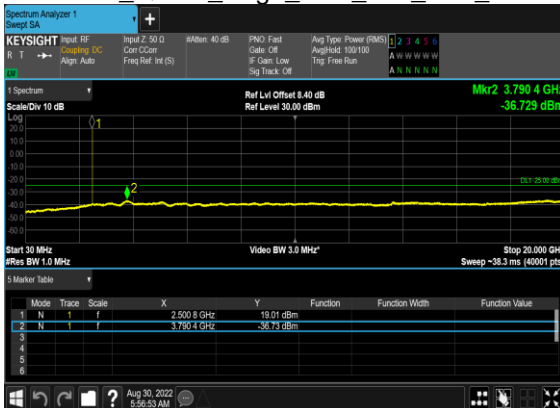 Spectrum Analyzer 1
Swept SA
KEYSIGHT Input: RF Input Z: 50 Ω #Atten: 40 dB PNO: Fast Avg Type: Power (RMS) 1 2 3 4 5 6
R T Coupling: DC Corr CCorr Gate: Off Avg|Hold: 100/100 A W W W W W
Align: Auto Freq Ref: Int (S) IF Gain: Low Trig: Free Run
LXI Sig Track: Off A N N N N N
1 Spectrum Ref Lvl Offset 8.40 dB Mkr2 3.790 4 GHz
Scale/Div 10 dB Ref Level 30.00 dBm -36.729 dBm
Log
1
20.0
10.0
0.00
-10.0
-20.0
DL1 -25.00 dBm
-30.0
2
-40.0
-50.0
-60.0
Start 30 MHz Video BW 3.0 MHz* Stop 20.000 GHz
#Res BW 1.0 MHz Sweep ~38.3 ms (40001 pts)
5 Marker Table
Mode Trace Scale X Y Function Function Width Function Value
1 N 1 f 2.500 8 GHz 19.01 dBm
2 N 1 f 3.790 4 GHz -36.73 dBm
3
4
5
6
? Aug 30, 2022
5:56:53 AM